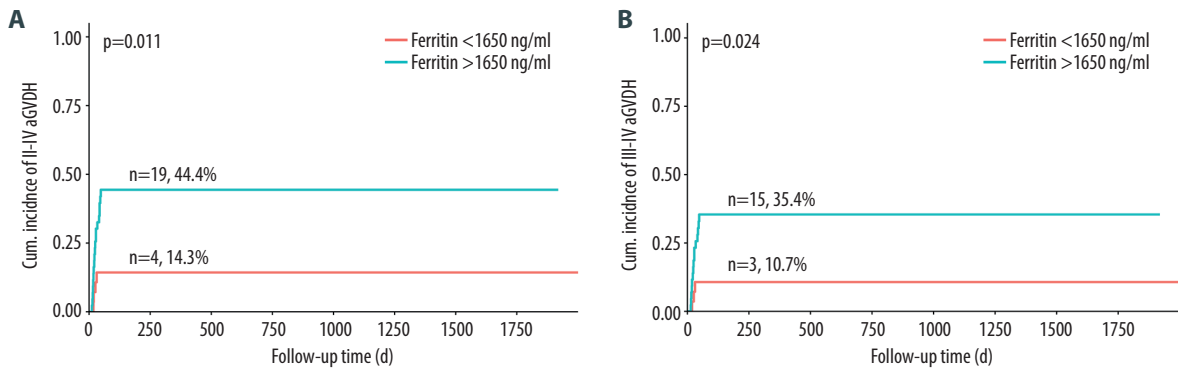 A
p=0.011
Ferritin <1650 ng/ml
Ferritin >1650 ng/ml
Cum. incidnce of II-IV aGVDH
1.00
0.75
0.50
0.25
0.00
n=19, 44.4%
n=4, 14.3%
0 250 500 750 1000 1250 1500 1750
Follow-up time (d)
B
p=0.024
Ferritin <1650 ng/ml
Ferritin >1650 ng/ml
Cum. incidnce of III-IV aGVDH
1.00
0.75
0.50
0.25
0.00
n=15, 35.4%
n=3, 10.7%
0 250 500 750 1000 1250 1500 1750
Follow-up time (d)